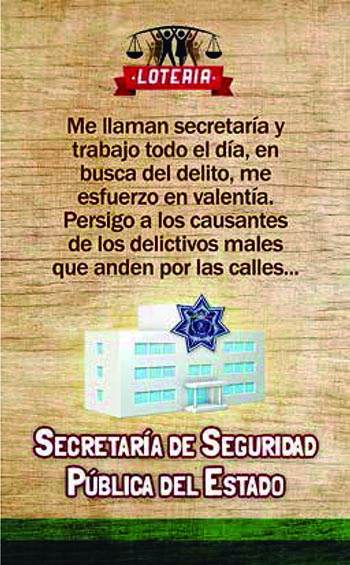 ·LOTERIA·
Me llaman secretaría y
trabajo todo el día, en
busca del delito, me
esfuerzo en valentía.
Persigo a los causantes
de los delictivos males
que anden por las calles...
SECRETARÍA DE SEGURIDAD
PÚBLICA DEL ESTADO